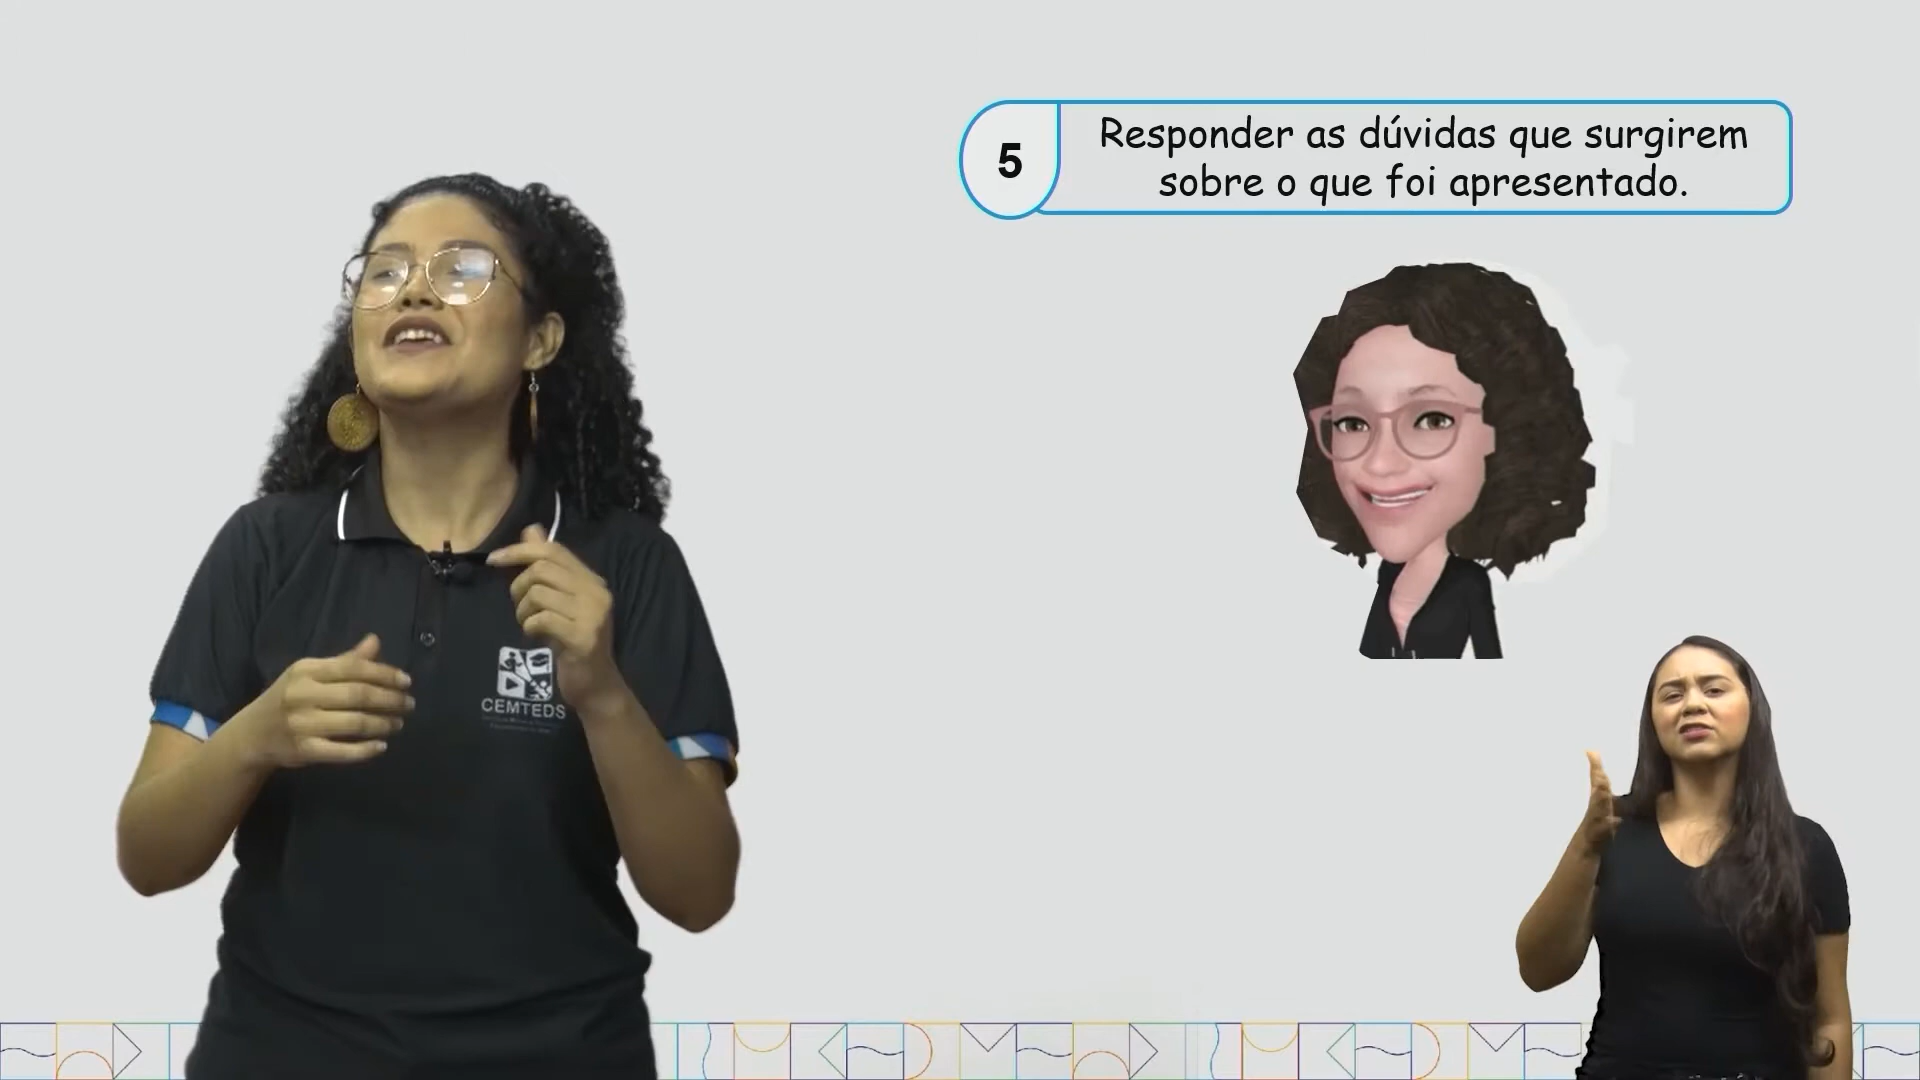 5
Responder as dúvidas que surgirem
sobre o que foi apresentado.
CEMTEDS